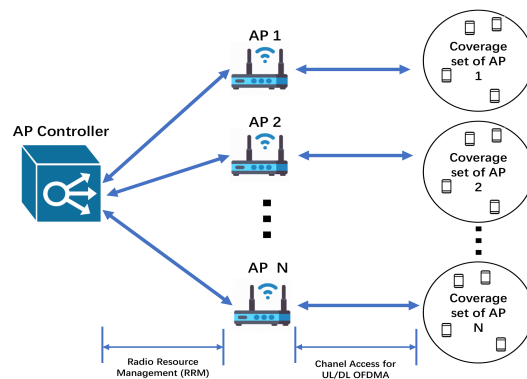 AP 1
Coverage
set of AP
1
AP Controller
AP 2
Coverage
set of AP
2
AP N
Coverage
set of AP
N
Radio Resource
Management (RRM)
Chanel Access for
UL/DL OFDMA